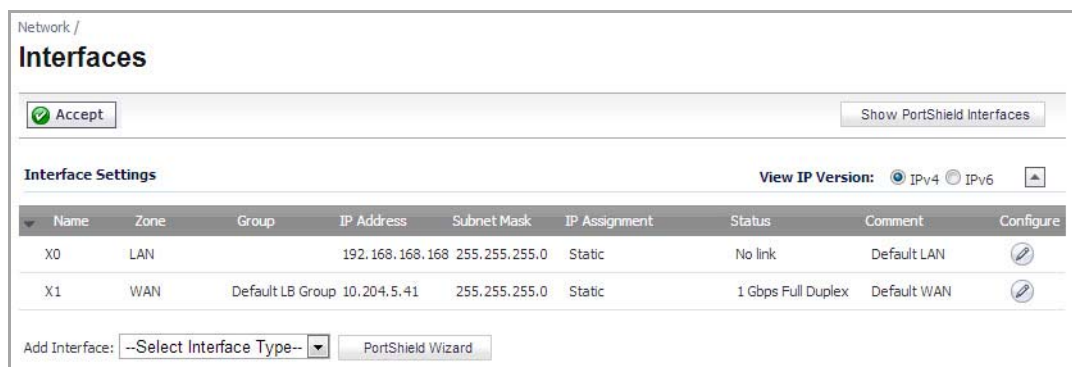 Network /
Interfaces
Accept
Show PortShield Interfaces
Interface Settings
View IP Version: IPv4 IPv6
Name Zone Group IP Address Subnet Mask IP Assignment Status Comment Configure
X0 LAN 192.168.168.168 255.255.255.0 Static No link Default LAN
X1 WAN Default LB Group 10.204.5.41 255.255.255.0 Static 1 Gbps Full Duplex Default WAN
Add Interface: --Select Interface Type-- PortShield Wizard